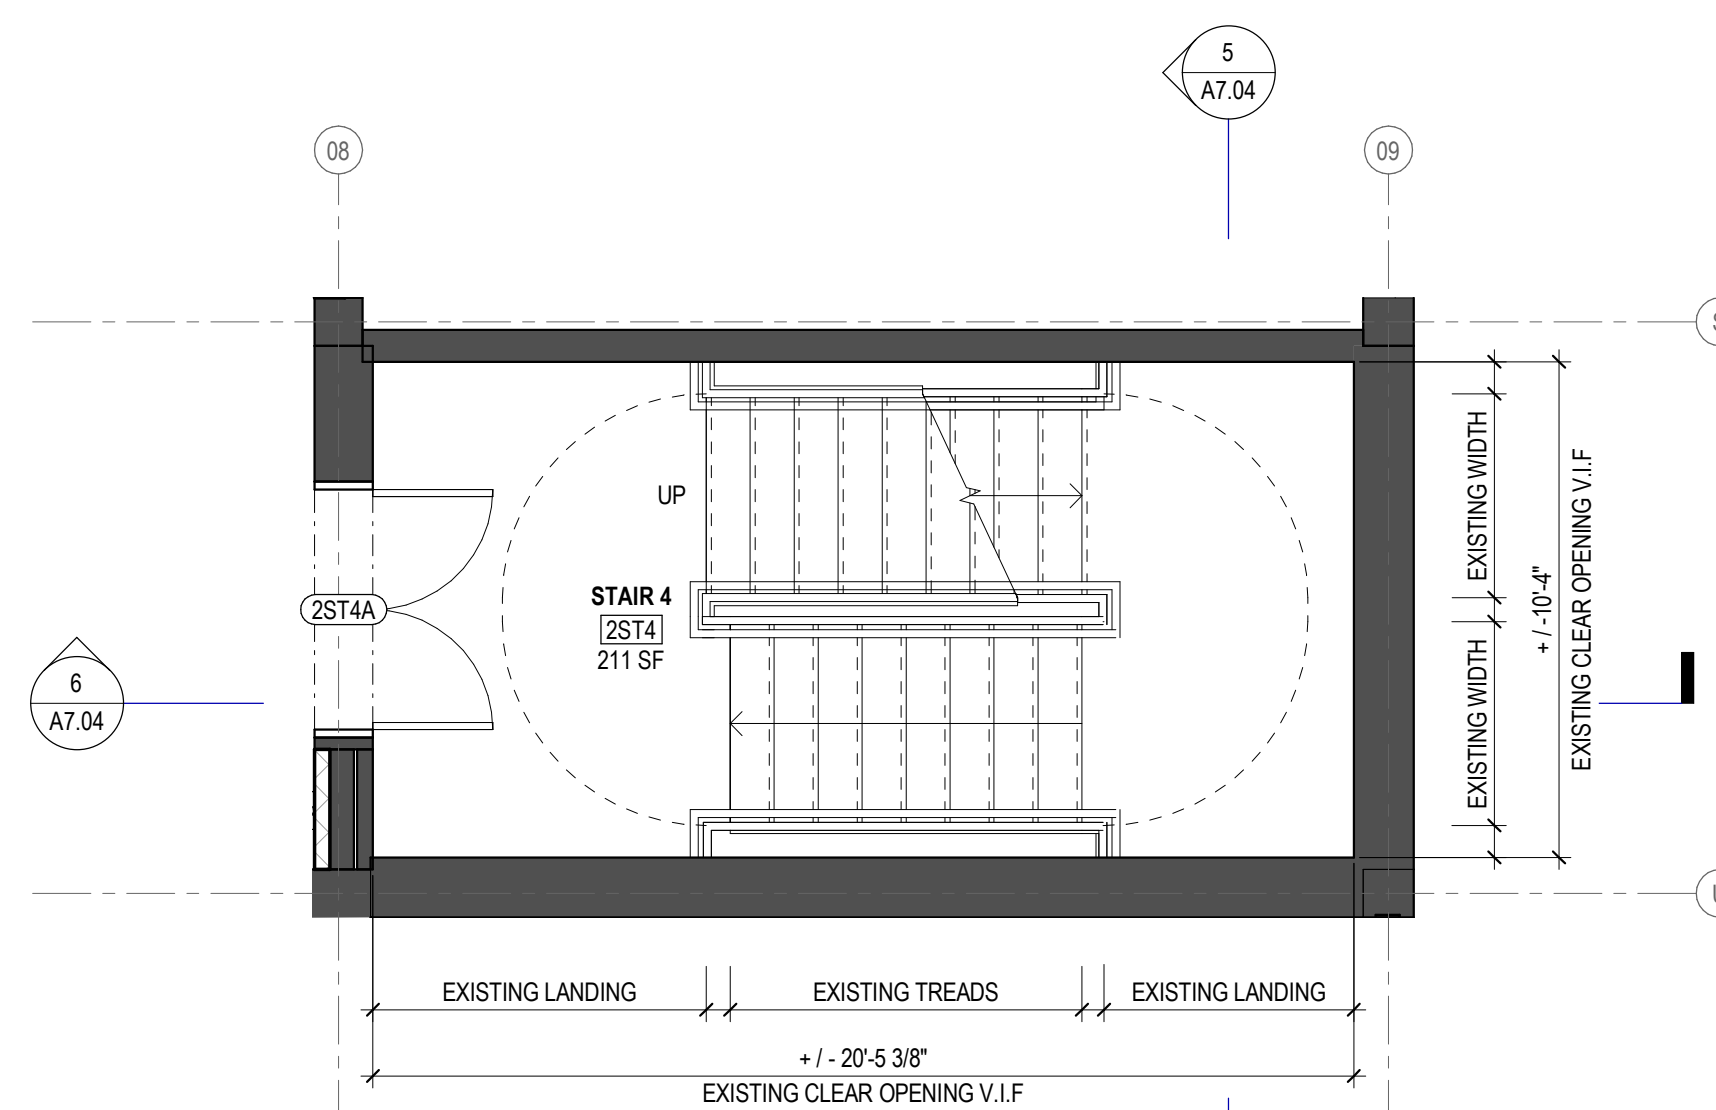 5
A7.04
08
09
S
UP
STAIR 4
2ST4
211 SF
2ST4A
6
A7.04
EXISTING WIDTH
EXISTING WIDTH
+ / -10'-4"
EXISTING CLEAR OPENING V.I.F
U
EXISTING LANDING
EXISTING TREADS
EXISTING LANDING
+ / - 20'-5 3/8"
EXISTING CLEAR OPENING V.I.F